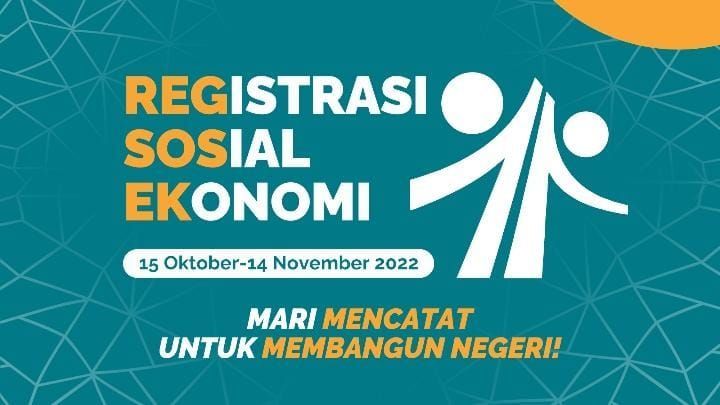 REGISTRASI
SOSIAL
EKONOMI
15 Oktober-14 November 2022
MARI MENCATAT
UNTUK MEMBANGUN NEGERI!